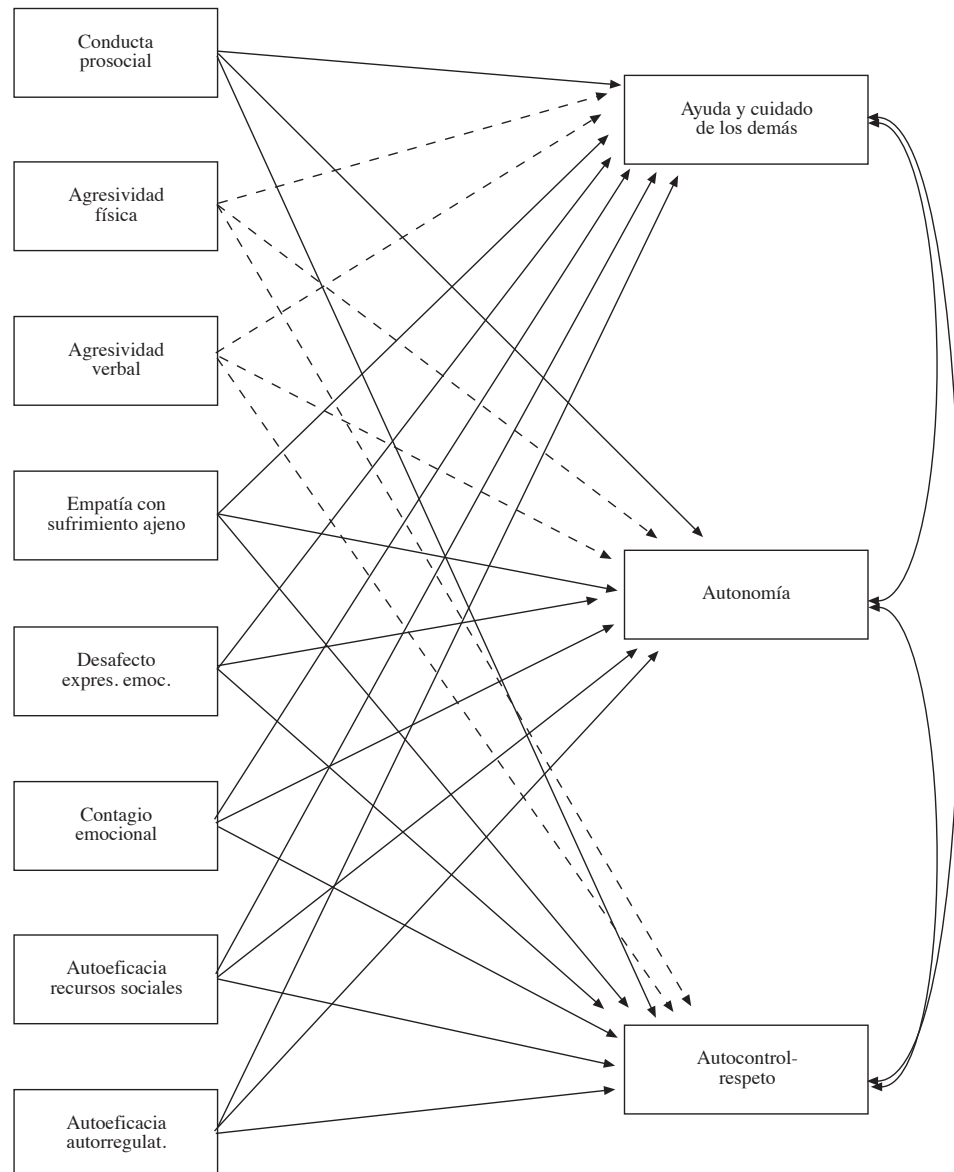 Conducta
prosocial
Ayuda y cuidado
de los demás
Agresividad
física
Agresividad
verbal
Empatía con
sufrimiento ajeno
Autonomía
Desafecto
expres. emoc.
Contagio
emocional
Autoeficacia
recursos sociales
Autocontrol-
respeto
Autoeficacia
autorregulat.